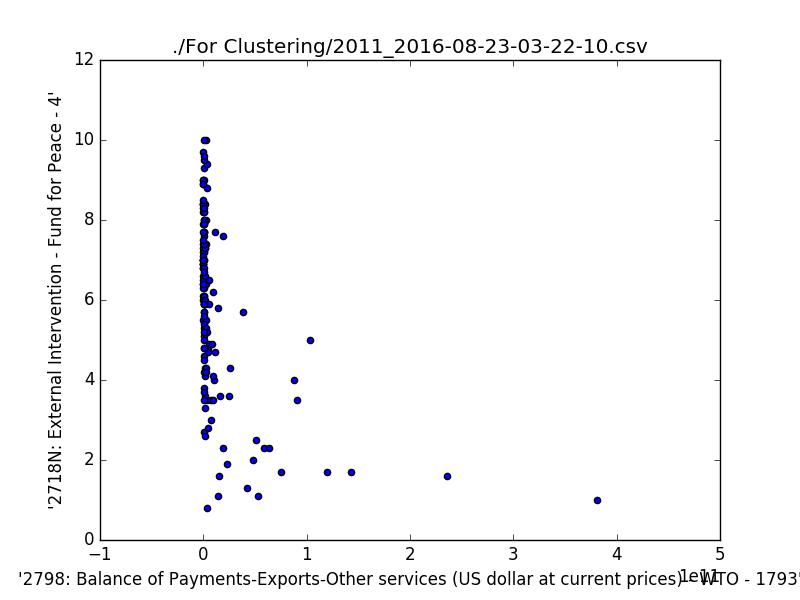 ./For Clustering/2011_2016-08-23-03-22-10.csv
'2718N: External Intervention - Fund for Peace - 4'
12
10
8
6
4
2
0
−1 0 1 2 3 4 5
1e11
'2798: Balance of Payments-Exports-Other services (US dollar at current prices) - WTO - 1793'